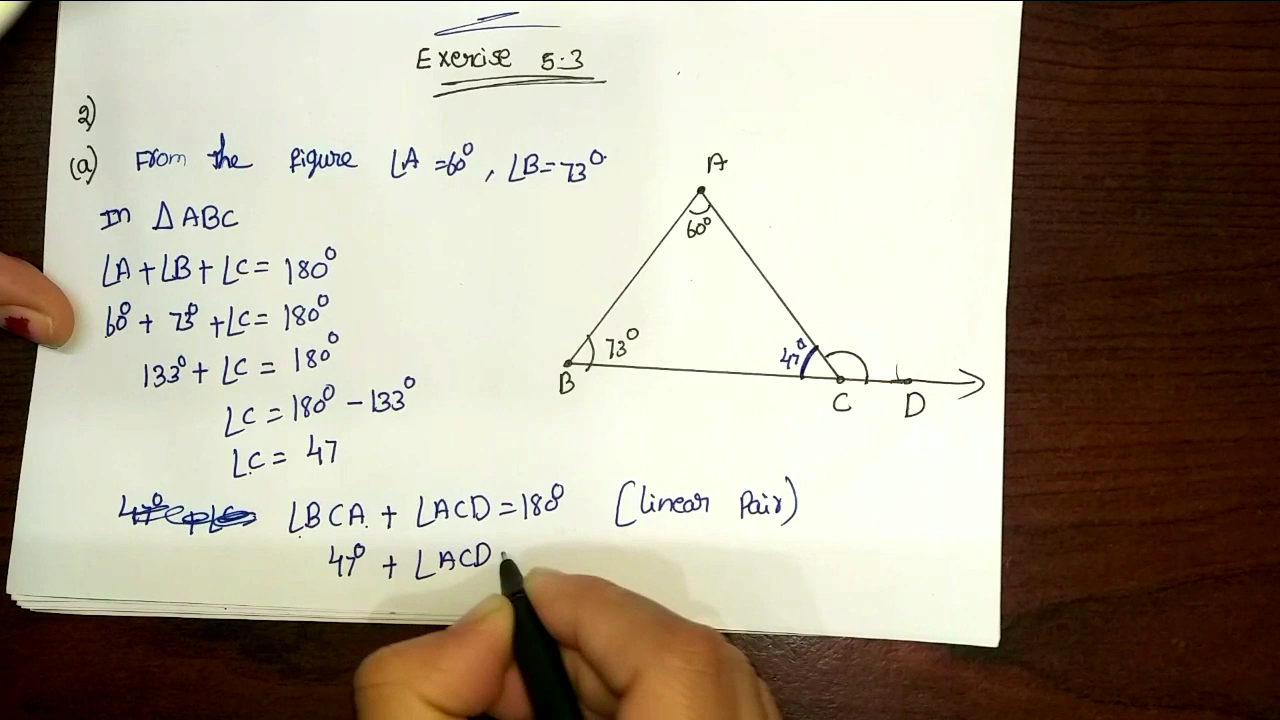 Exercise 5.3
2)
(a) From the figure ∠A = 60°, ∠B = 73°
In △ABC
∠A + ∠B + ∠C = 180°
60° + 73° + ∠C = 180°
133° + ∠C = 180°
∠C = 180° - 133°
∠C = 47
∠BCA + ∠ACD = 180° (linear Pair)
47° + ∠ACD
A
60°
73°
47°
B
C
D